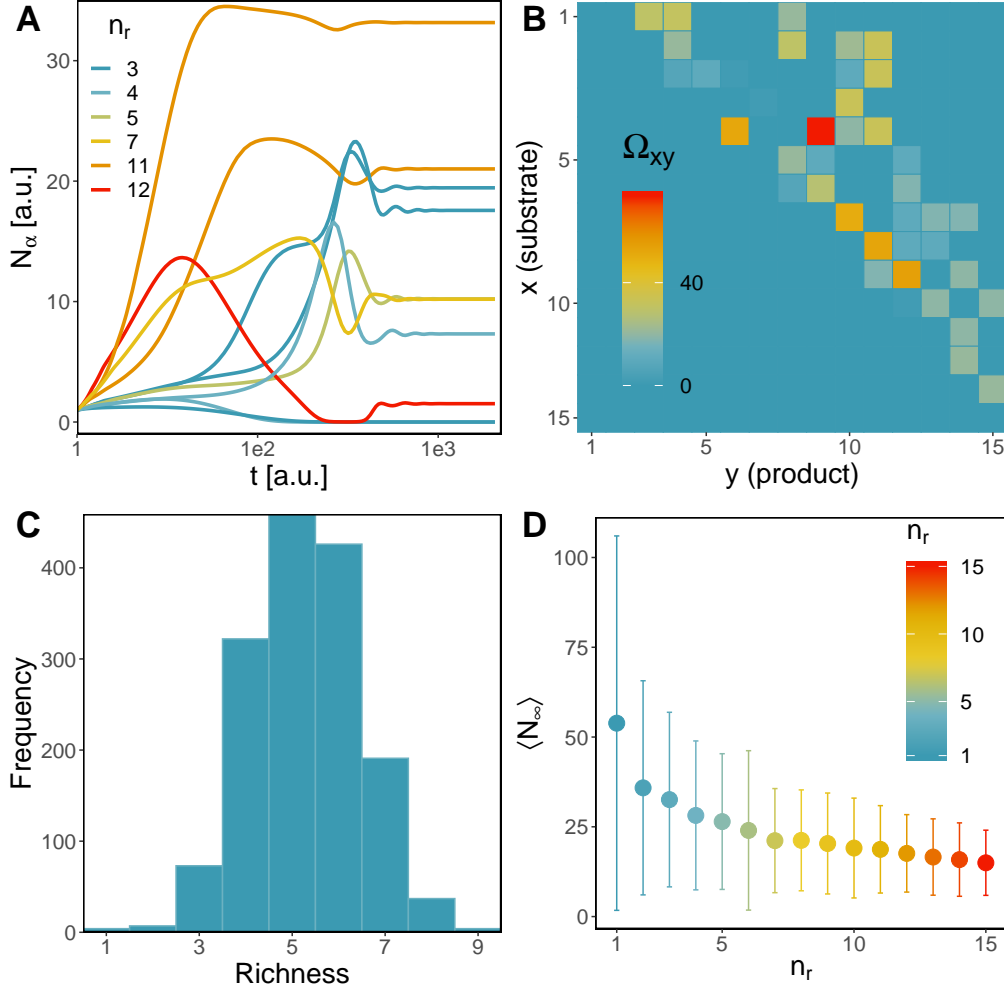 A
n_r
3
4
5
7
11
12
0
10
20
30
N_α [a.u.]
1
1e2
1e3
t [a.u.]
B
1
5
10
15
x (substrate)
Ω_xy
40
0
1
5
10
15
y (product)
C
0
100
200
300
400
Frequency
1
3
5
7
9
Richness
D
n_r
15
10
5
1
100
75
50
25
0
⟨N_∞⟩
1
5
10
15
n_r